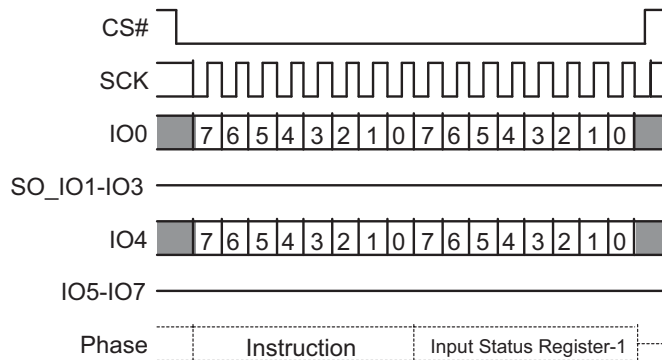 CS#
SCK
IO0 7 6 5 4 3 2 1 0 7 6 5 4 3 2 1 0
SO_IO1-IO3
IO4 7 6 5 4 3 2 1 0 7 6 5 4 3 2 1 0
IO5-IO7
Phase Instruction Input Status Register-1